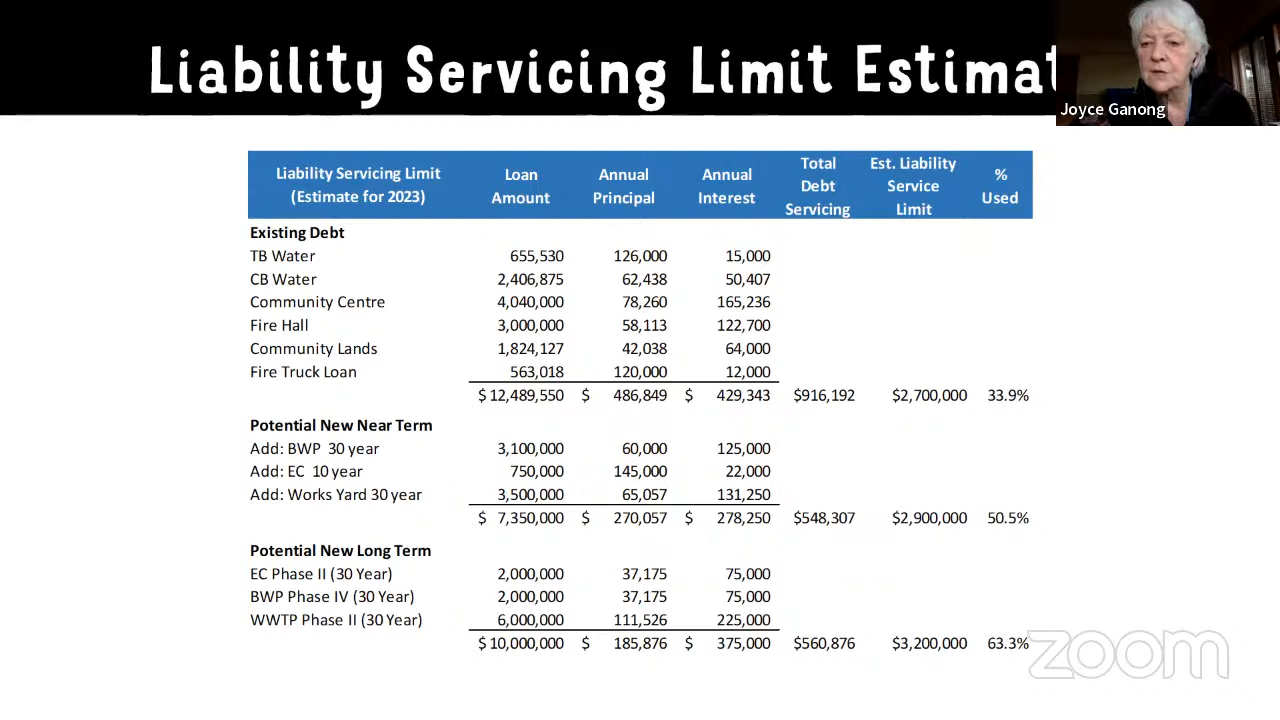 Liability Servicing Limit Estimat
Joyce Ganong
Liability Servicing Limit (Estimate for 2023) Loan Amount Annual Principal Annual Interest Total Debt Servicing Est. Liability Service Limit % Used
Existing Debt
TB Water 655,530 126,000 15,000
CB Water 2,406,875 62,438 50,407
Community Centre 4,040,000 78,260 165,236
Fire Hall 3,000,000 58,113 122,700
Community Lands 1,824,127 42,038 64,000
Fire Truck Loan 563,018 120,000 12,000
$ 12,489,550 $ 486,849 $ 429,343 $916,192 $2,700,000 33.9%
Potential New Near Term
Add: BWP 30 year 3,100,000 60,000 125,000
Add: EC 10 year 750,000 145,000 22,000
Add: Works Yard 30 year 3,500,000 65,057 131,250
$ 7,350,000 $ 270,057 $ 278,250 $548,307 $2,900,000 50.5%
Potential New Long Term
EC Phase II (30 Year) 2,000,000 37,175 75,000
BWP Phase IV (30 Year) 2,000,000 37,175 75,000
WWTP Phase II (30 Year) 6,000,000 111,526 225,000
$ 10,000,000 $ 185,876 $ 375,000 $560,876 $3,200,000 63.3%
zoom